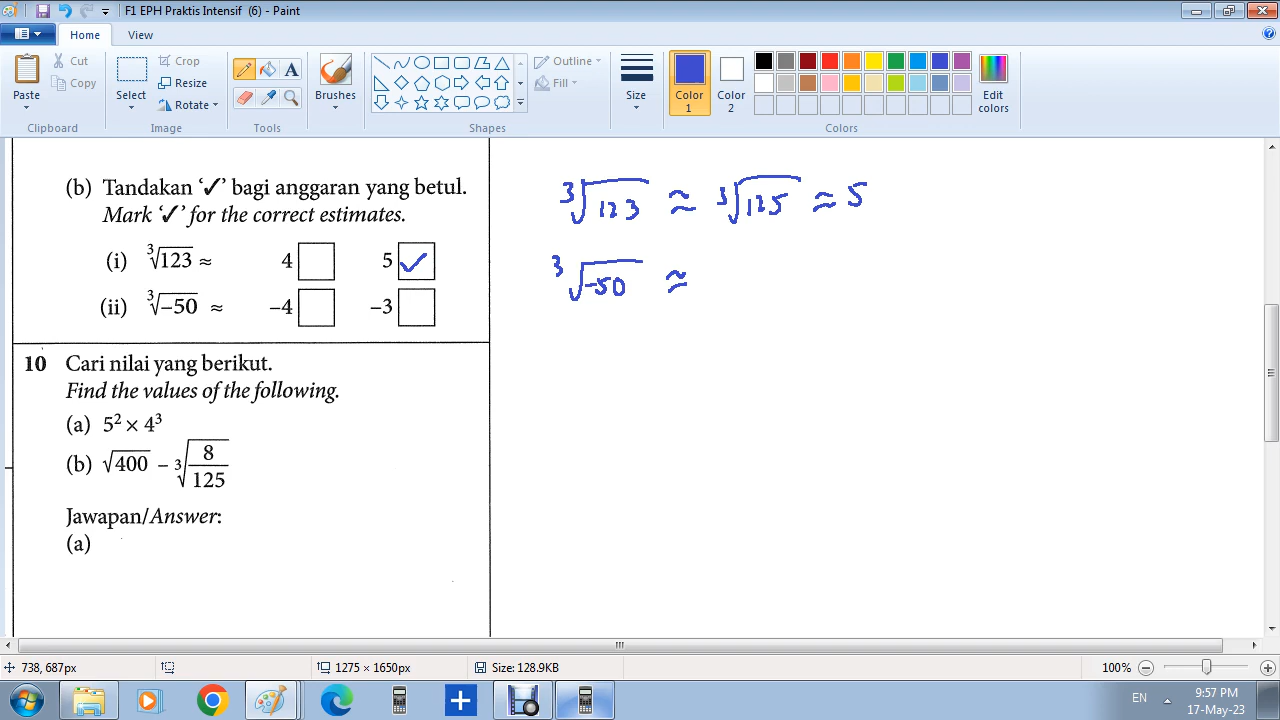 F1 EPH Praktis Intensif (6) - Paint
Home View
Paste Cut Copy Select Crop Resize Rotate Brushes Outline Fill Size Color 1 Color 2 Edit colors
Clipboard Image Tools Shapes Colors
(b) Tandakan ‘✓’ bagi anggaran yang betul.
Mark ‘✓’ for the correct estimates.
(i) ∛123 ≈ 4 5 ✓
(ii) ∛−50 ≈ −4 −3
∛123 ≈ ∛125 ≈ 5
∛-50 ≈
10 Cari nilai yang berikut.
Find the values of the following.
(a) 5² × 4³
(b) √400 − ∛(8/125)
Jawapan/Answer:
(a)
738, 687px 1275 × 1650px Size: 128.9KB 100%
EN 9:57 PM
17-May-23